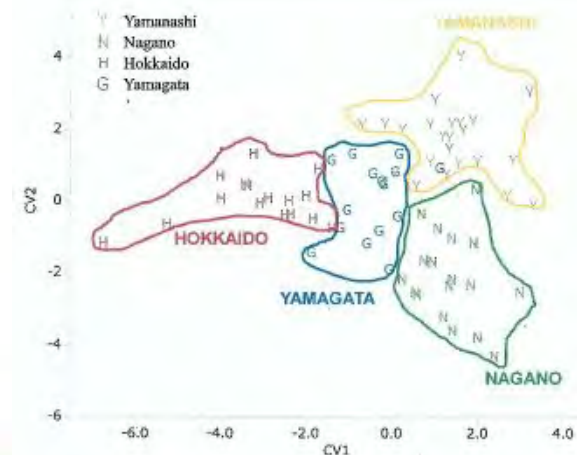 Y Yamanashi
N Nagano
H Hokkaido
G Yamagata
YAMANASHI
HOKKAIDO
YAMAGATA
NAGANO
CV2
4
2
0
-2
-4
-6
-6.0
-4.0
-2.0
0.0
2.0
4.0
CV1